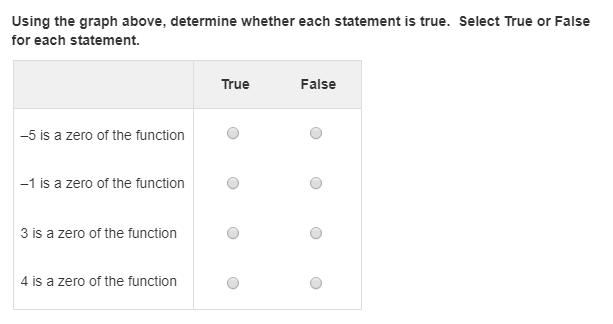 Using the graph above, determine whether each statement is true.  Select True or False
for each statement.
True False
–5 is a zero of the function
–1 is a zero of the function
3 is a zero of the function
4 is a zero of the function